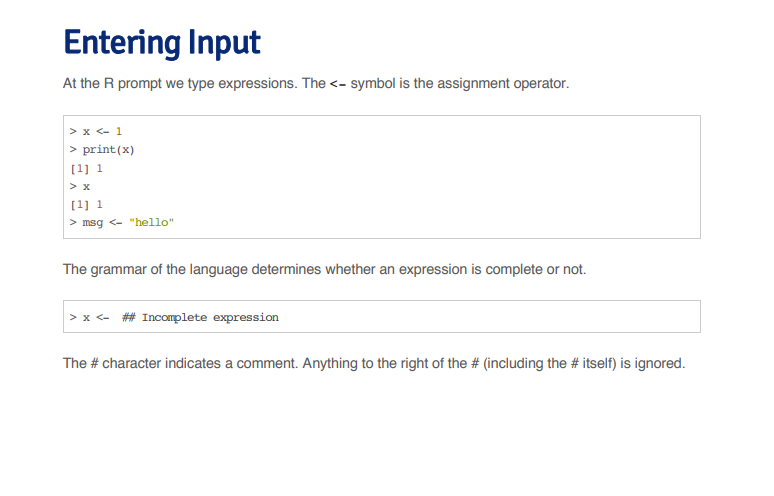 Entering Input
At the R prompt we type expressions. The <- symbol is the assignment operator.
> x <- 1
> print(x)
[1] 1
> x
[1] 1
> msg <- "hello"
The grammar of the language determines whether an expression is complete or not.
> x <-  ## Incomplete expression
The # character indicates a comment. Anything to the right of the # (including the # itself) is ignored.